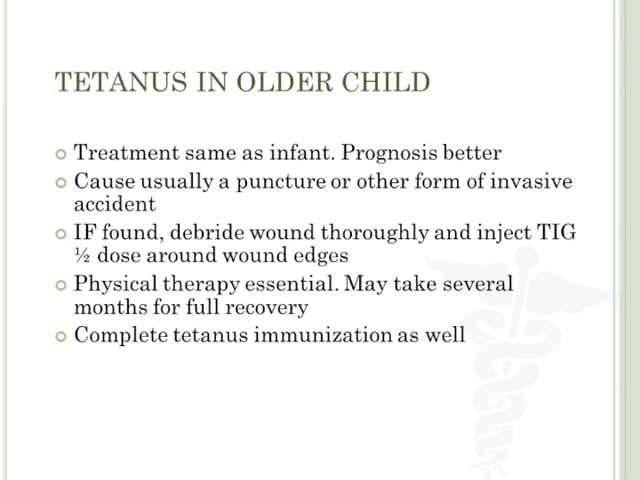 TETANUS IN OLDER CHILD
Treatment same as infant. Prognosis better
Cause usually a puncture or other form of invasive
accident
IF found, debride wound thoroughly and inject TIG
½ dose around wound edges
Physical therapy essential. May take several
months for full recovery
Complete tetanus immunization as well